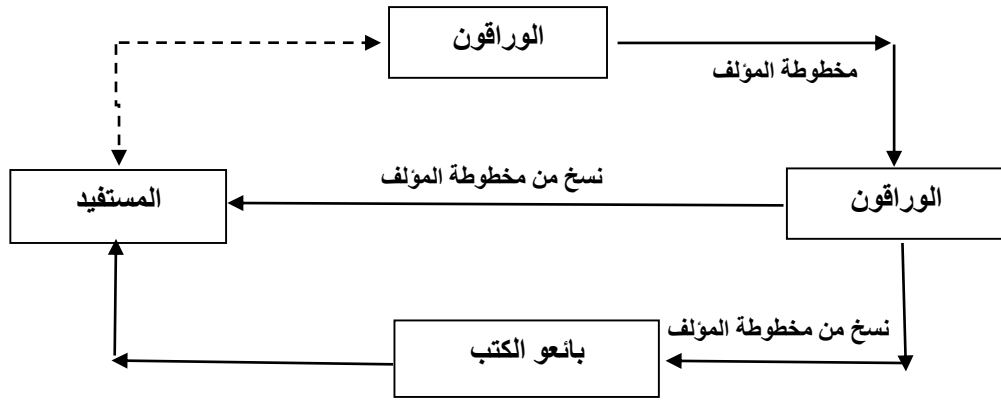 الوراقون
مخطوطة المؤلف
نسخ من مخطوطة المؤلف
الوراقون
المستفيد
نسخ من مخطوطة المؤلف
بائعو الكتب